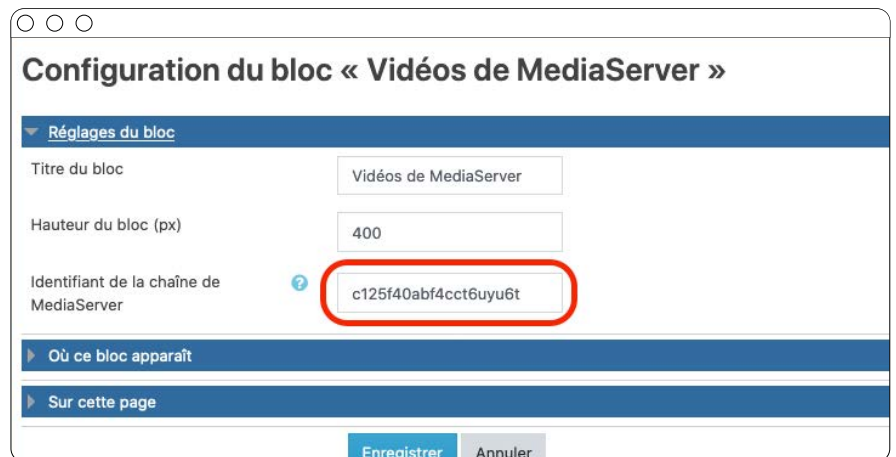 Configuration du bloc « Vidéos de MediaServer »
Réglages du bloc
Titre du bloc
Vidéos de MediaServer
Hauteur du bloc (px)
400
Identifiant de la chaîne de
MediaServer
c125f40abf4cct6uyu6t
Où ce bloc apparaît
Sur cette page
Enregistrer Annuler